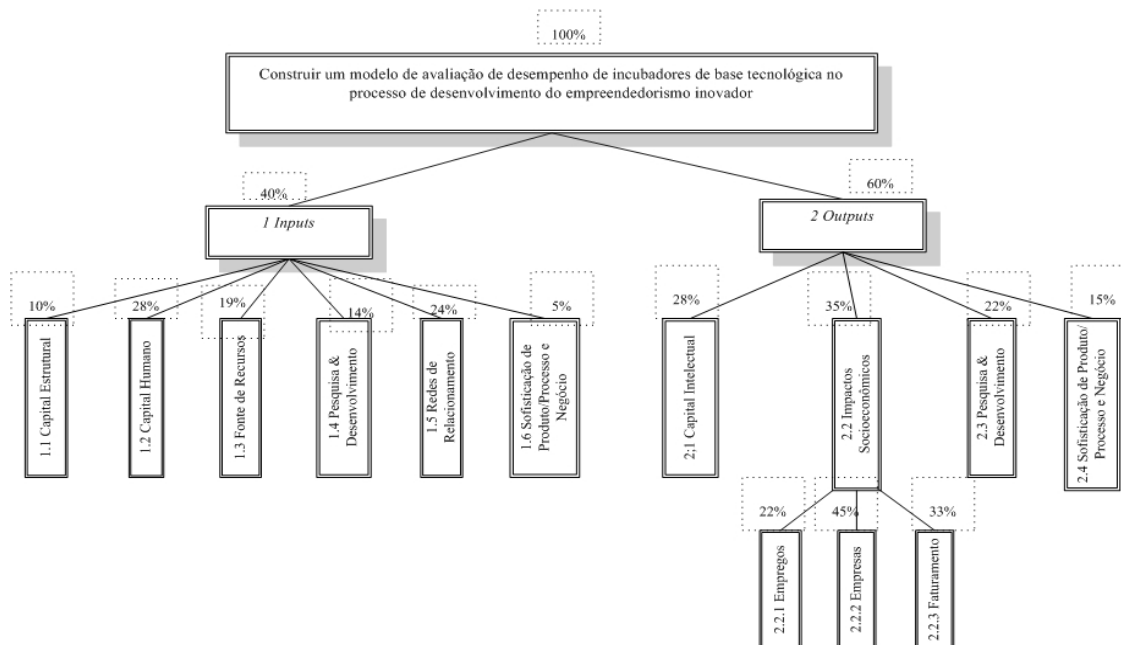 100%
Construir um modelo de avaliação de desempenho de incubadores de base tecnológica no
processo de desenvolvimento do empreendedorismo inovador
40%
60%
1 Inputs
2 Outputs
10%
28%
19%
14%
24%
5%
28%
35%
22%
15%
1.1 Capital Estrutural
1.2 Capital Humano
1.3 Fonte de Recursos
1.4 Pesquisa &
Desenvolvimento
1.5 Redes de
Relacionamento
1.6 Sofisticação de
Produto/Processo e
Negócio
2;1 Capital Intelectual
2.2 Impactos
Socioeconômicos
2.3 Pesquisa &
Desenvolvimento
2.4 Sofisticação de Produto/
Processo e Negócio
22%
45%
33%
2.2.1 Empregos
2.2.2 Empresas
2.2.3 Faturamento